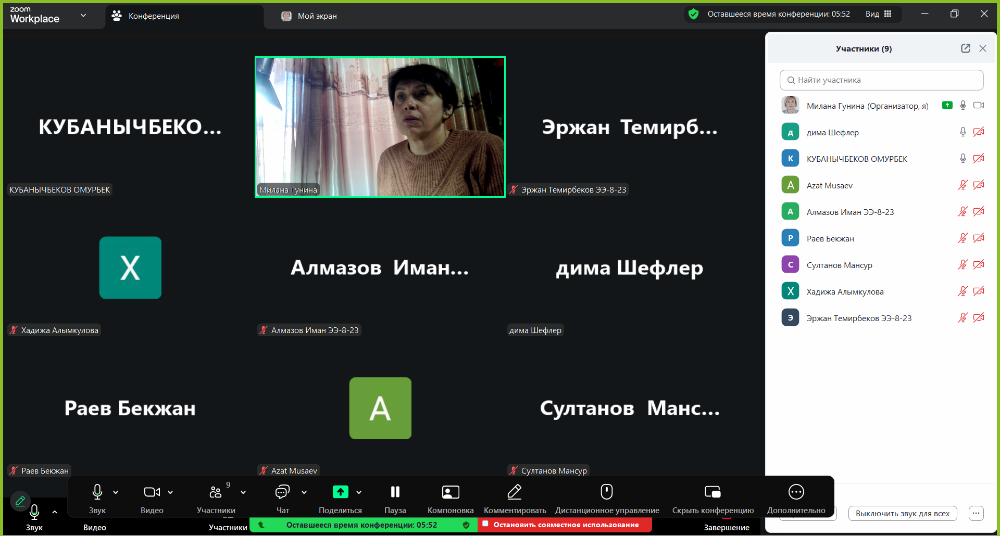 zoom
Workplace
Конференция
Мой экран
Оставшееся время конференции: 05:52
Вид
КУБАНЫЧБЕКО...
КУБАНЫЧБЕКОВ ОМУРБЕК
Милана Гунина
Эржан Темирб...
Эржан Темирбеков ЭЭ-8-23
X
Хадижа Алымкулова
Алмазов Иман...
Алмазов Иман ЭЭ-8-23
дима Шефлер
дима Шефлер
Раев Бекжан
Раев Бекжан
A
Azat Musaev
Султанов Манс...
Султанов Мансур
Участники (9)
Найти участника
Милана Гунина (Организатор, я)
д
дима Шефлер
К
КУБАНЫЧБЕКОВ ОМУРБЕК
A
Azat Musaev
А
Алмазов Иман ЭЭ-8-23
Р
Раев Бекжан
С
Султанов Мансур
X
Хадижа Алымкулова
Э
Эржан Темирбеков ЭЭ-8-23
Звук
Видео
9
Участники
Чат
Поделиться
Пауза
Компоновка
Комментировать
Дистанционное управление
Скрыть конференцию
Дополнительно
Выключить звук для всех
Звук
Видео
Участники
Оставшееся время конференции: 05:52
Остановить совместное использование
Завершение